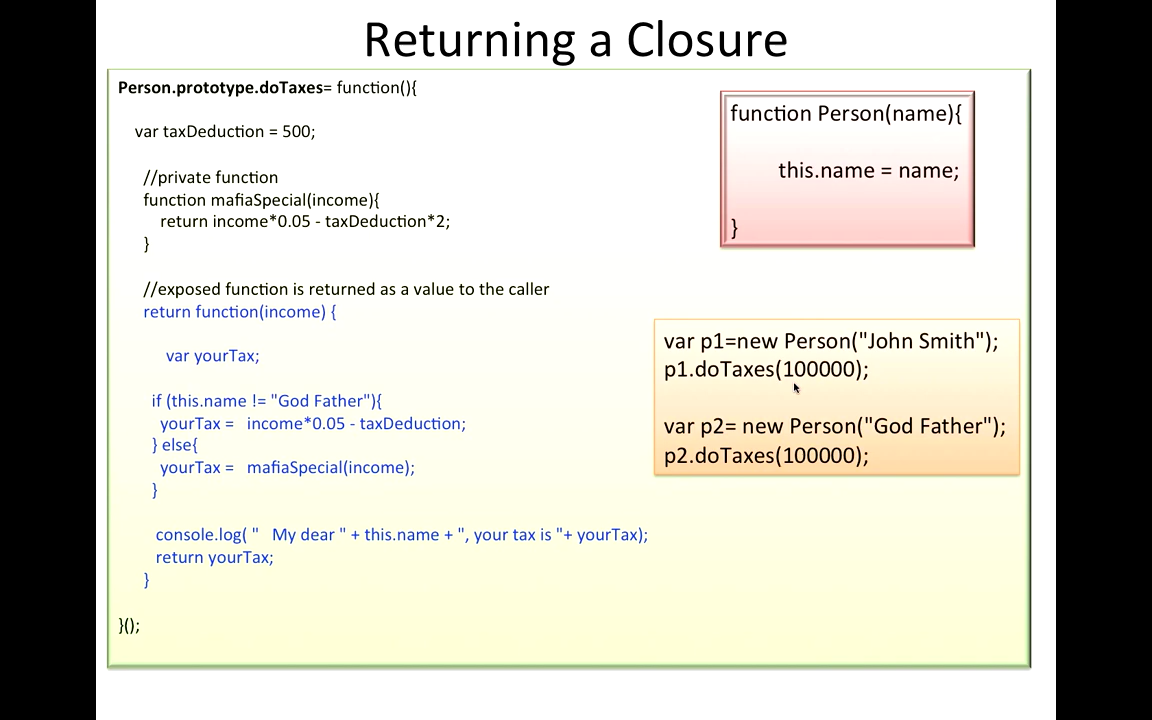 Returning a Closure
Person.prototype.doTaxes= function(){
var taxDeduction = 500;
//private function
function mafiaSpecial(income){
return income*0.05 - taxDeduction*2;
}
//exposed function is returned as a value to the caller
return function(income) {
var yourTax;
if (this.name != "God Father"){
yourTax =   income*0.05 - taxDeduction;
} else{
yourTax =   mafiaSpecial(income);
}
console.log( "   My dear " + this.name + ", your tax is "+ yourTax);
return yourTax;
}
}();
function Person(name){
this.name = name;
}
var p1=new Person("John Smith");
p1.doTaxes(100000);
var p2= new Person("God Father");
p2.doTaxes(100000);